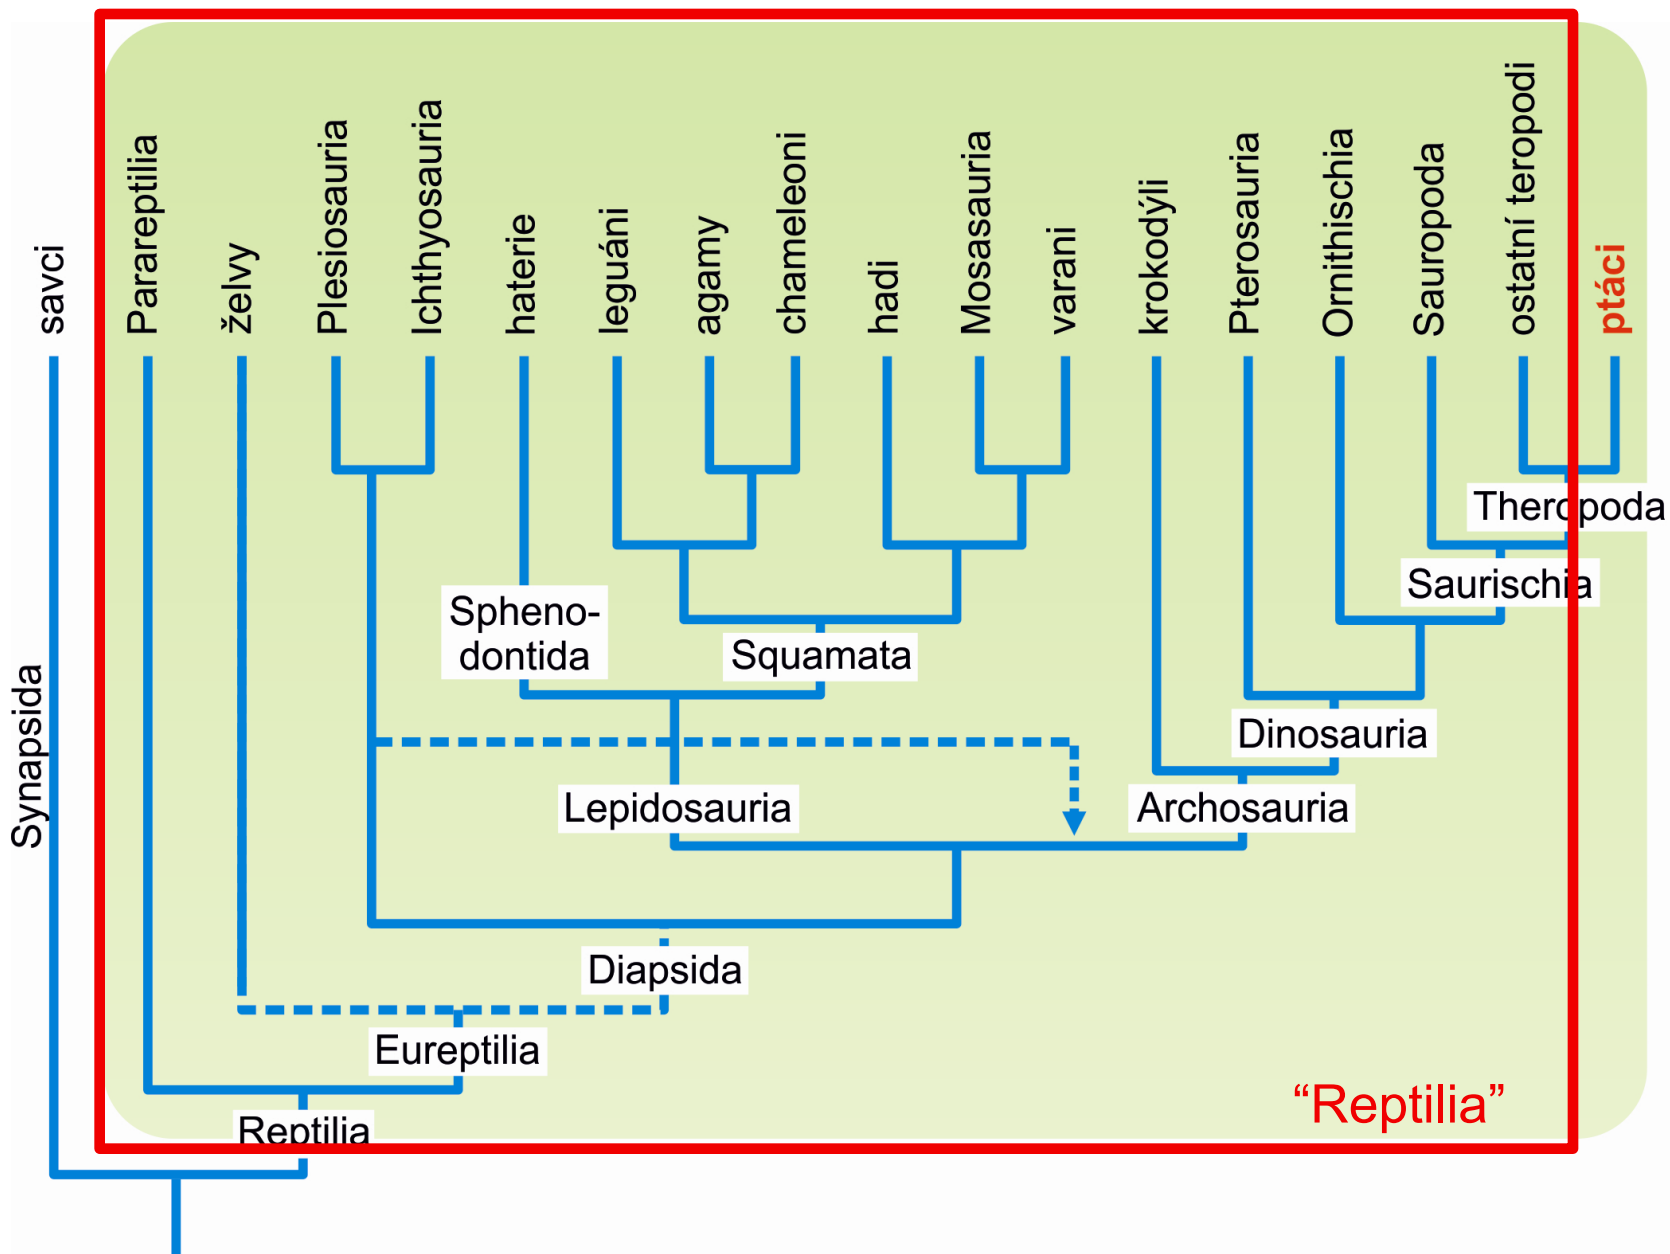 savci
Parareptilia
želvy
Plesiosauria
Ichthyosauria
haterie
leguáni
agamy
chameleoni
hadi
Mosasauria
varani
krokodýli
Pterosauria
Ornithischia
Sauropoda
ostatní teropodi
ptáci
Theropoda
Saurischia
Spheno-
dontida
Squamata
Synapsida
Dinosauria
Lepidosauria
Archosauria
Diapsida
Eureptilia
“Reptilia”
Reptilia